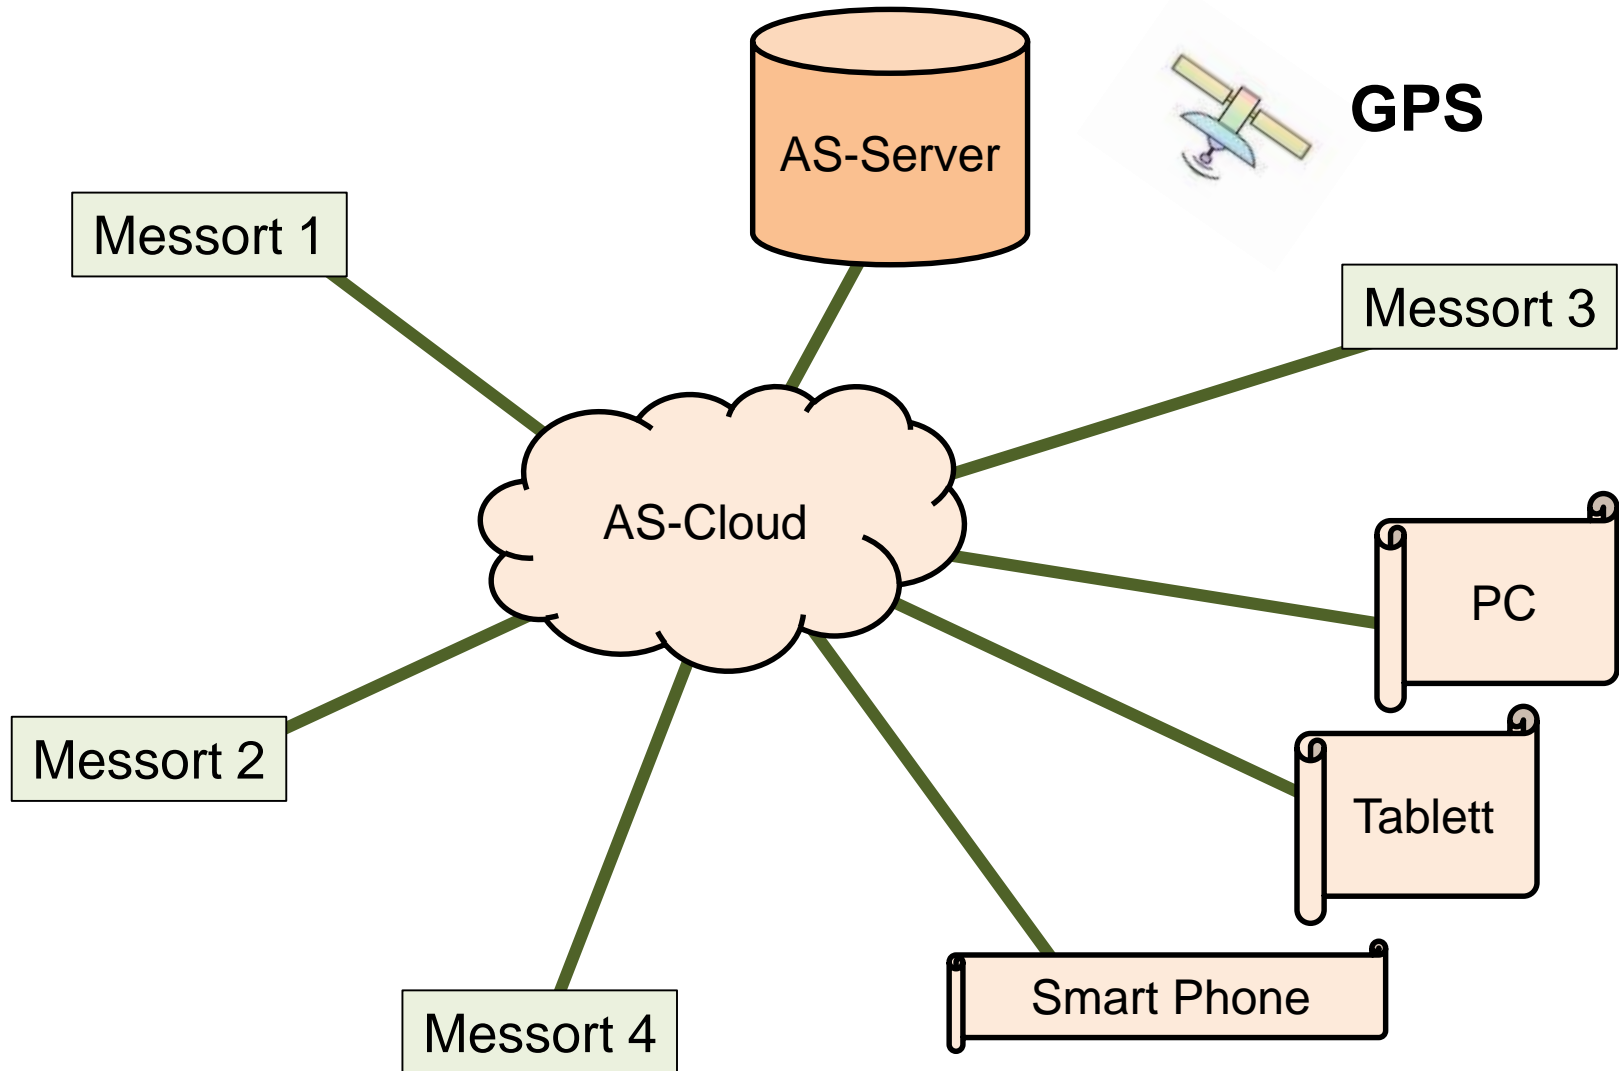 AS-Server
GPS
Messort 1
Messort 3
AS-Cloud
PC
Messort 2
Tablett
Smart Phone
Messort 4